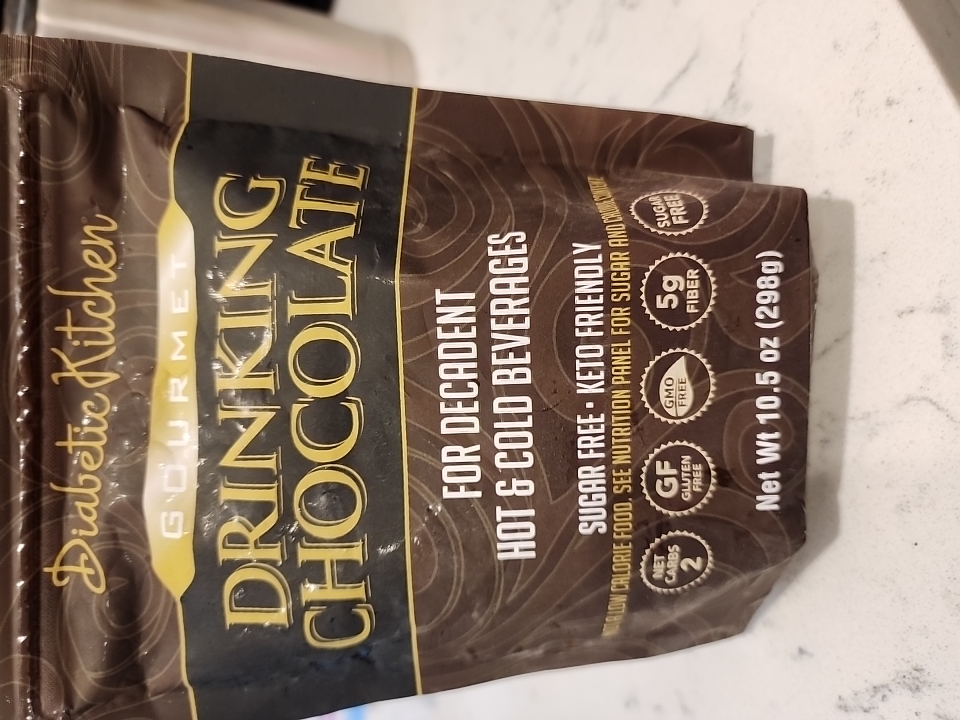 Diabetic Kitchen
GOURMET
DRINKING
CHOCOLATE
FOR DECADENT
HOT & COLD BEVERAGES
SUGAR FREE • KETO FRIENDLY
LOW CALORIE FOOD. SEE NUTRITION PANEL FOR SUGAR AND
NET
CARBS
2
GF
GLUTEN
FREE
GMO
FREE
5g
FIBER
SUGAR
FREE
Net Wt 10.5 oz (298g)